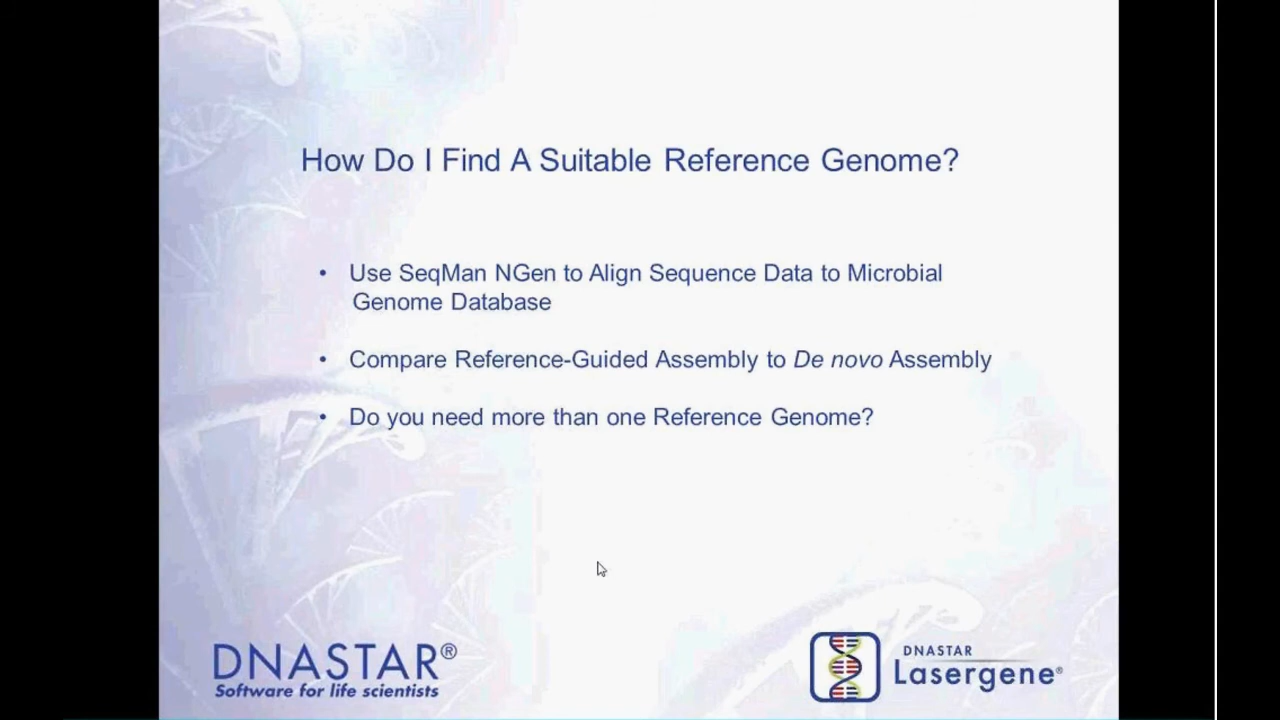 How Do I Find A Suitable Reference Genome?
• Use SeqMan NGen to Align Sequence Data to Microbial
Genome Database
• Compare Reference-Guided Assembly to De novo Assembly
• Do you need more than one Reference Genome?
DNASTAR®
Software for life scientists
DNASTAR
Lasergene®